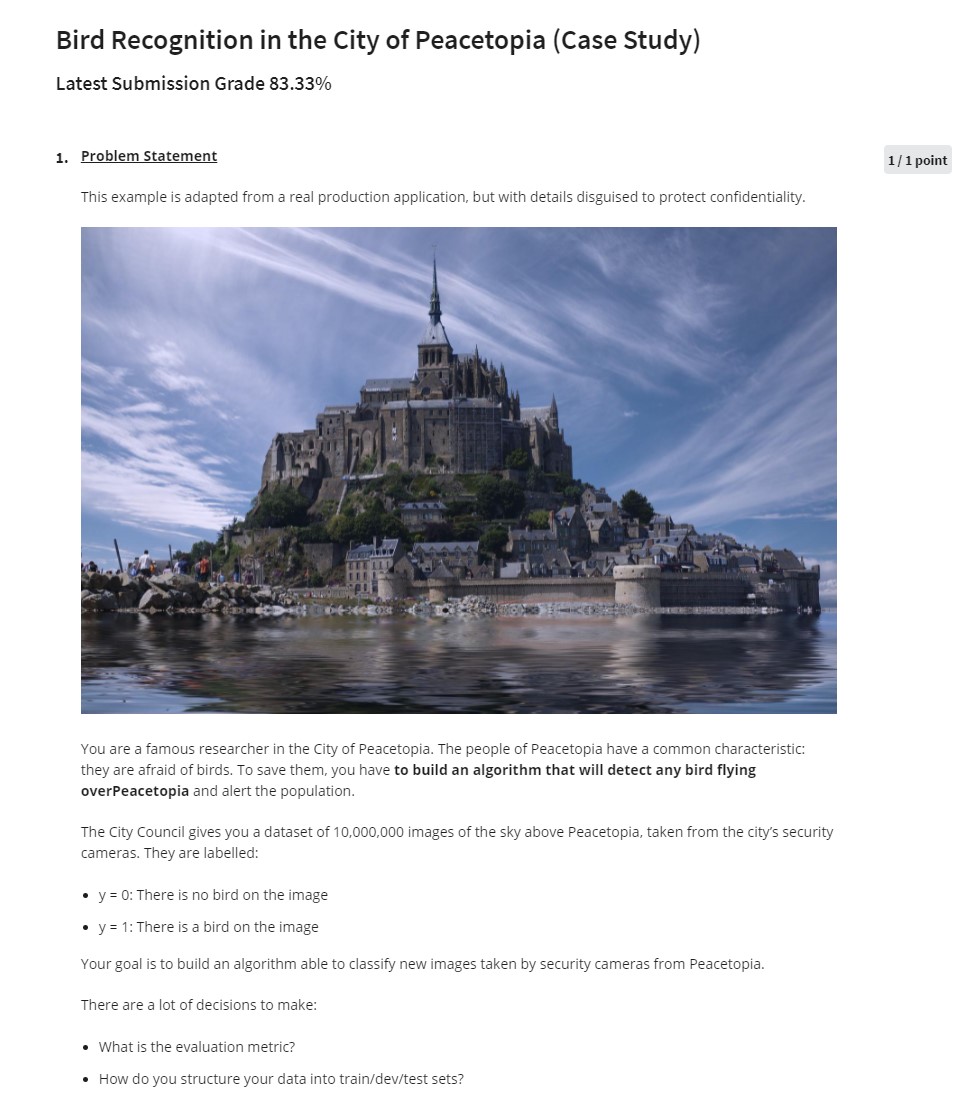 Bird Recognition in the City of Peacetopia (Case Study)
Latest Submission Grade 83.33%
1. Problem Statement
1 / 1 point
This example is adapted from a real production application, but with details disguised to protect confidentiality.
You are a famous researcher in the City of Peacetopia. The people of Peacetopia have a common characteristic:
they are afraid of birds. To save them, you have to build an algorithm that will detect any bird flying
overPeacetopia and alert the population.
The City Council gives you a dataset of 10,000,000 images of the sky above Peacetopia, taken from the city’s security
cameras. They are labelled:
• y = 0: There is no bird on the image
• y = 1: There is a bird on the image
Your goal is to build an algorithm able to classify new images taken by security cameras from Peacetopia.
There are a lot of decisions to make:
• What is the evaluation metric?
• How do you structure your data into train/dev/test sets?